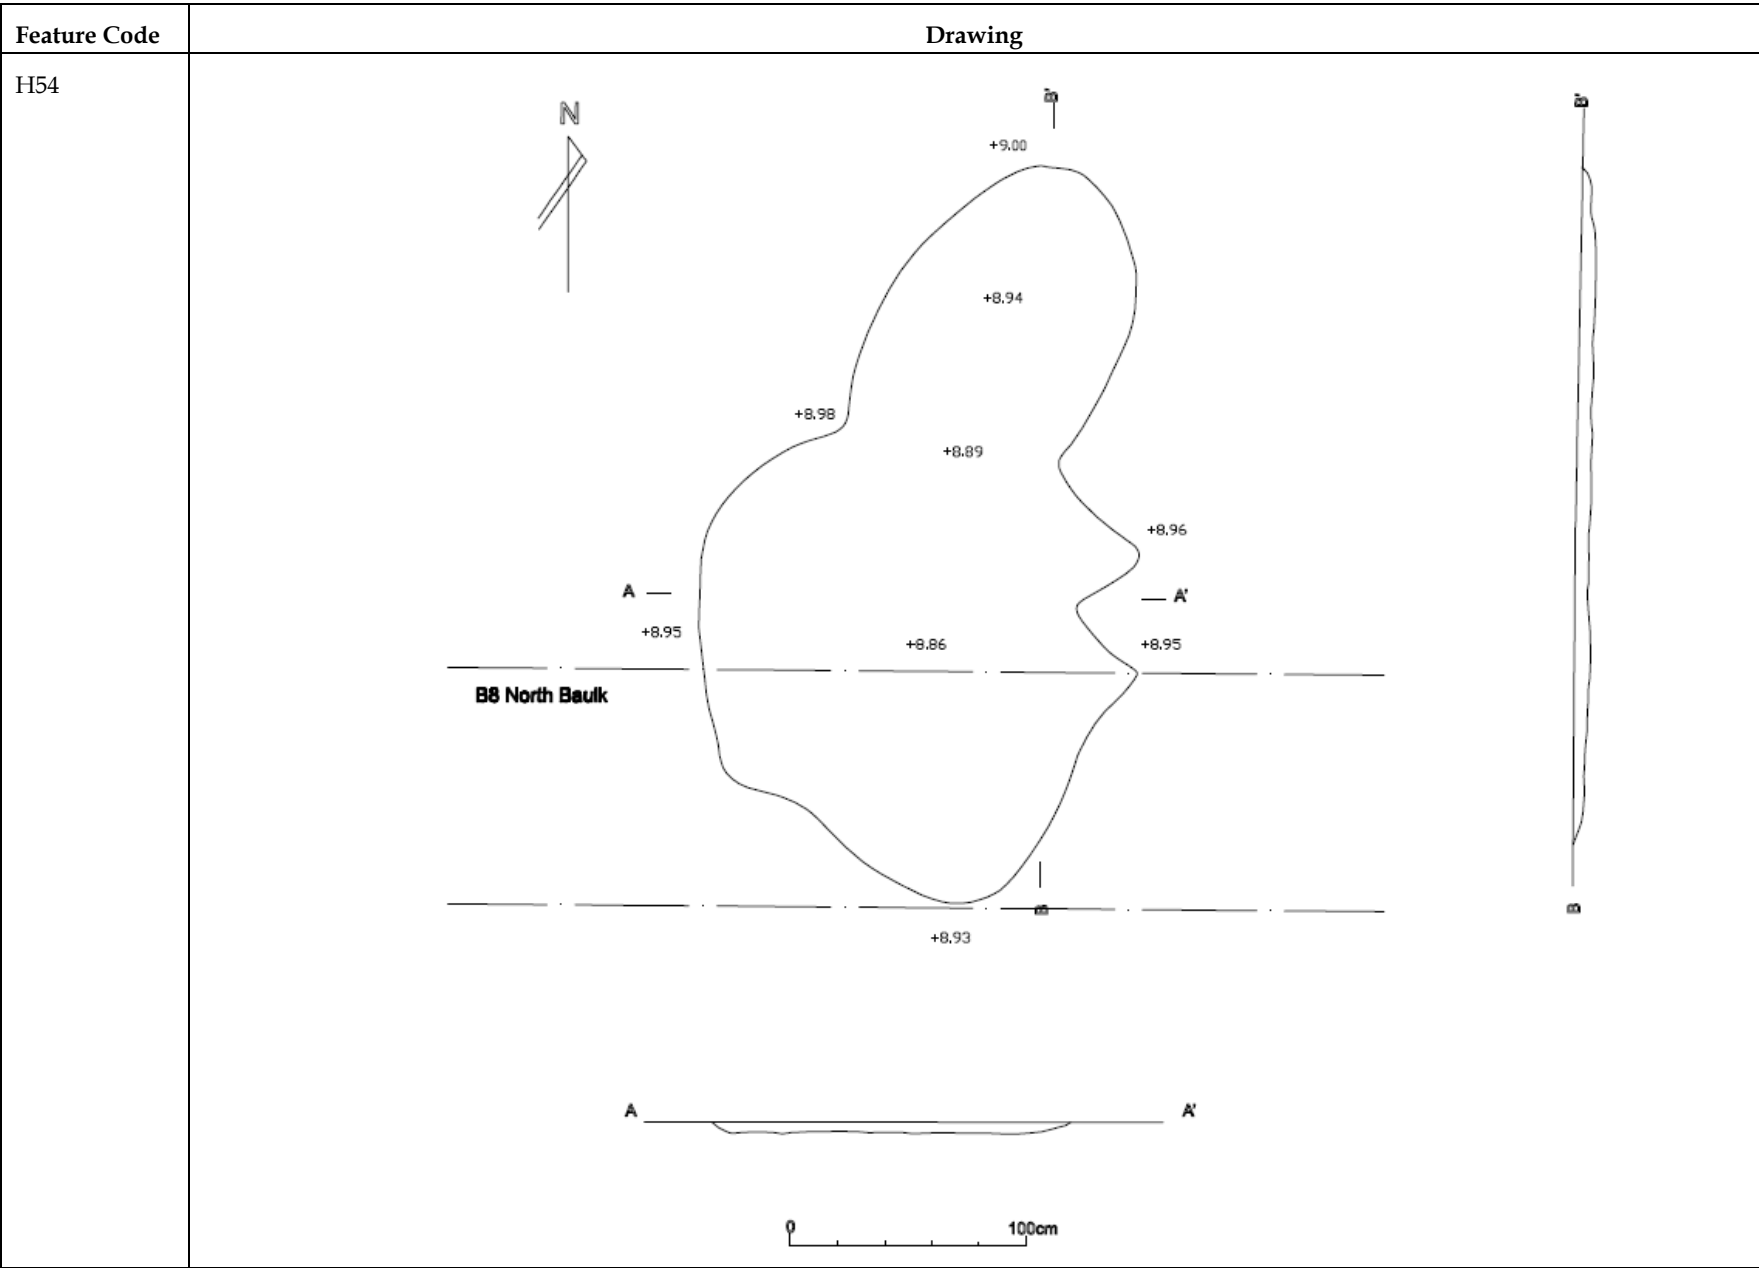 Feature Code Drawing
H54
N
B'
B'
+9.00
+8.94
+8.98
+8.89
+8.96
A
A'
+8.95
+8.86
+8.95
B8 North Baulk
B
B
+8.93
A
A'
0 100cm